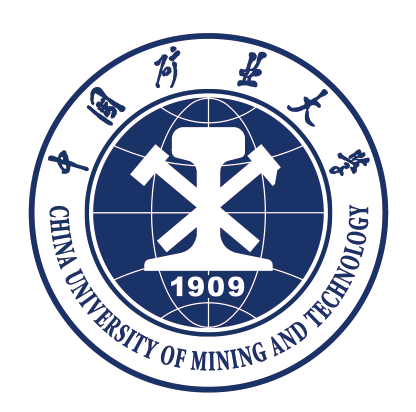 中国矿业大学
1909
CHINA UNIVERSITY OF MINING AND TECHNOLOGY